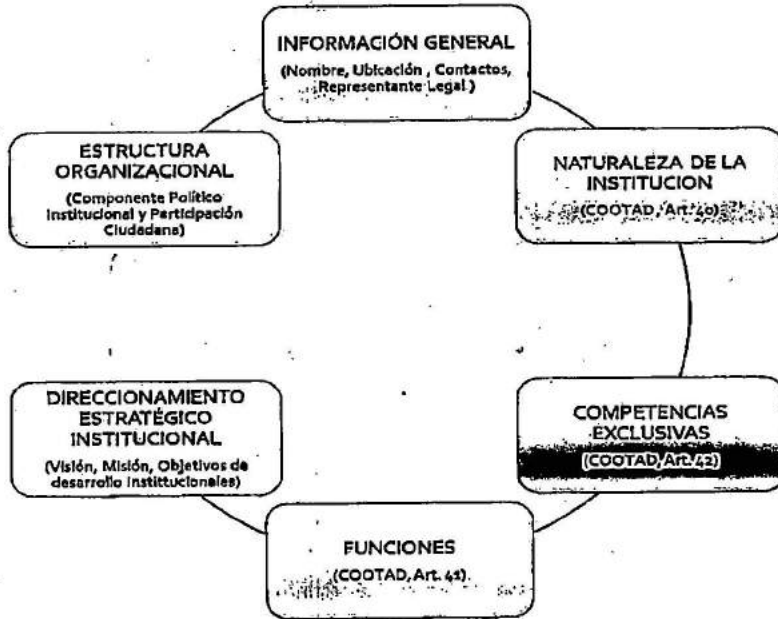 INFORMACIÓN GENERAL
(Nombre, Ubicación , Contactos,
Representante Legal )
NATURALEZA DE LA
INSTITUCION
(COOTAD, Art. 40)
COMPETENCIAS
EXCLUSIVAS
(COOTAD, Art. 42)
FUNCIONES
(COOTAD, Art. 41)
DIRECCIONAMIENTO
ESTRATÉGICO
INSTITUCIONAL
(Visión, Misión, Objetivos de
desarrollo Institucionales)
ESTRUCTURA
ORGANIZACIONAL
(Componente Político
Institucional y Participación
Ciudadana)